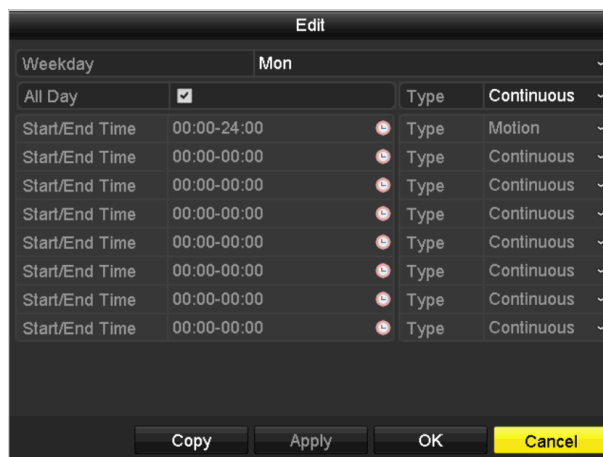 Edit
Weekday Mon
All Day Type Continuous
Start/End Time 00:00-24:00 Type Motion
Start/End Time 00:00-00:00 Type Continuous
Start/End Time 00:00-00:00 Type Continuous
Start/End Time 00:00-00:00 Type Continuous
Start/End Time 00:00-00:00 Type Continuous
Start/End Time 00:00-00:00 Type Continuous
Start/End Time 00:00-00:00 Type Continuous
Start/End Time 00:00-00:00 Type Continuous
Copy Apply OK Cancel